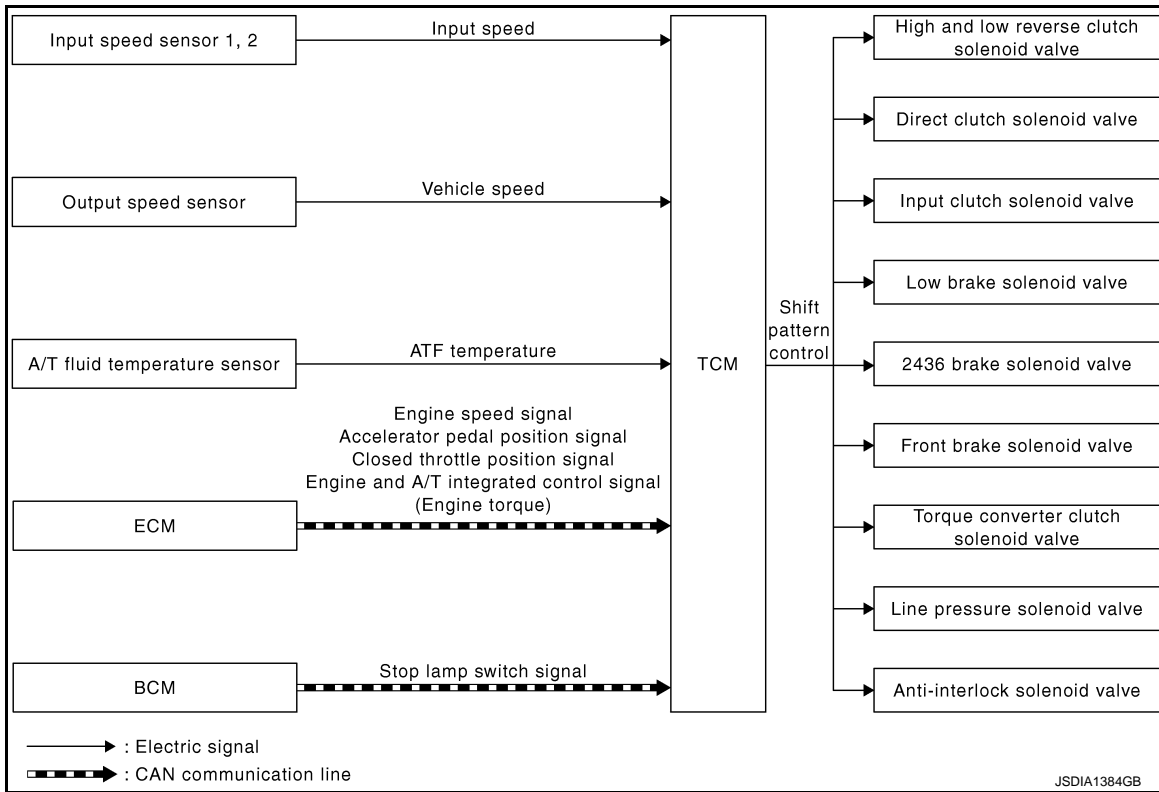 Input speed sensor 1, 2
Input speed
Output speed sensor
Vehicle speed
A/T fluid temperature sensor
ATF temperature
Engine speed signal
Accelerator pedal position signal
Closed throttle position signal
Engine and A/T integrated control signal
(Engine torque)
ECM
BCM
Stop lamp switch signal
TCM
Shift
pattern
control
High and low reverse clutch
solenoid valve
Direct clutch solenoid valve
Input clutch solenoid valve
Low brake solenoid valve
2436 brake solenoid valve
Front brake solenoid valve
Torque converter clutch
solenoid valve
Line pressure solenoid valve
Anti-interlock solenoid valve
: Electric signal
: CAN communication line
JSDIA1384GB